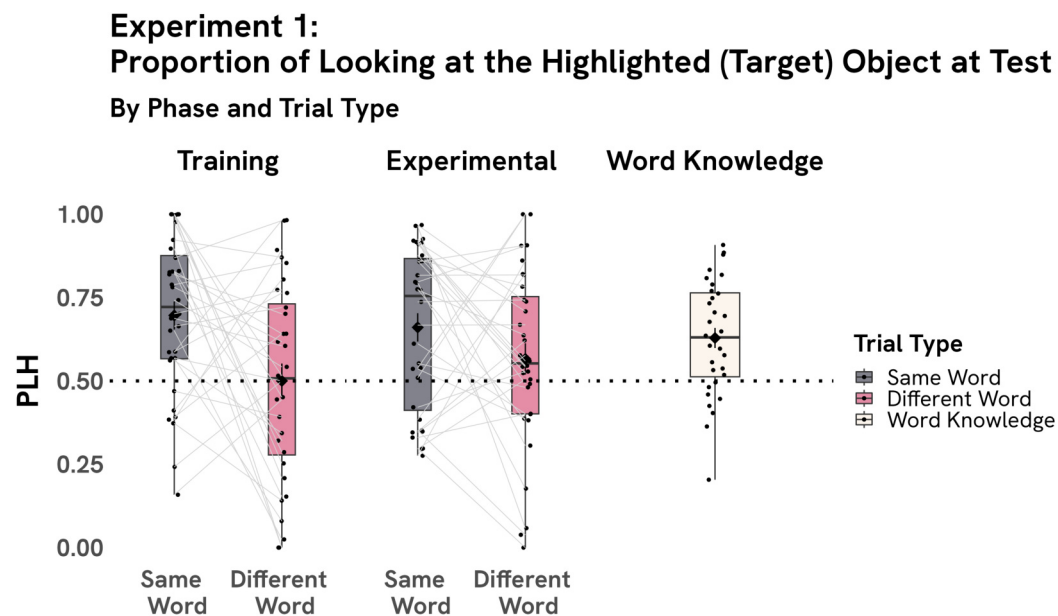 Experiment 1:
Proportion of Looking at the Highlighted (Target) Object at Test
By Phase and Trial Type
Training Experimental Word Knowledge
1.00
0.75
0.50
0.25
0.00
PLH
Same Word Different Word Same Word Different Word
Trial Type
Same Word
Different Word
Word Knowledge